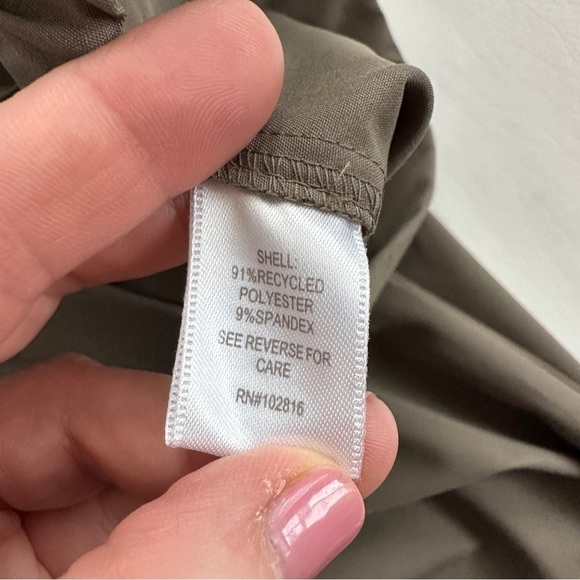 SHELL:
91%RECYCLED
POLYESTER
9%SPANDEX
SEE REVERSE FOR
CARE
RN#102816